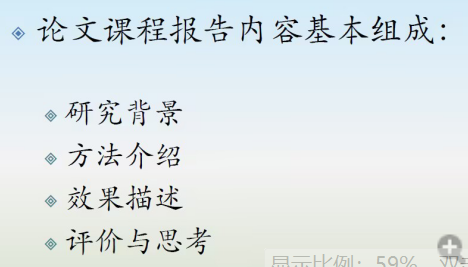 论文课程报告内容基本组成：
研究背景
方法介绍
效果描述
评价与思考
显示比例：59%